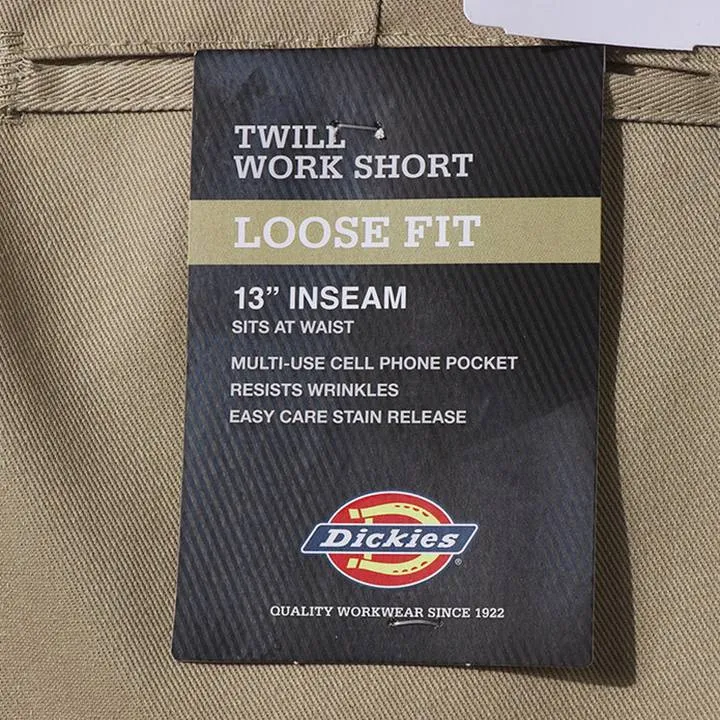 TWILL
WORK SHORT
LOOSE FIT
13” INSEAM
SITS AT WAIST
MULTI-USE CELL PHONE POCKET
RESISTS WRINKLES
EASY CARE STAIN RELEASE
Dickies®
QUALITY WORKWEAR SINCE 1922